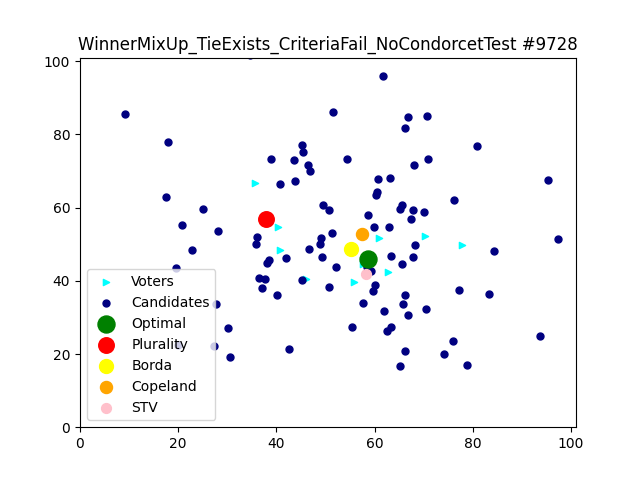 WinnerMixUp_TieExists_CriteriaFail_NoCondorcetTest #9728
100
80
60
40
20
0
Voters
Candidates
Optimal
Plurality
Borda
Copeland
STV
0 20 40 60 80 100